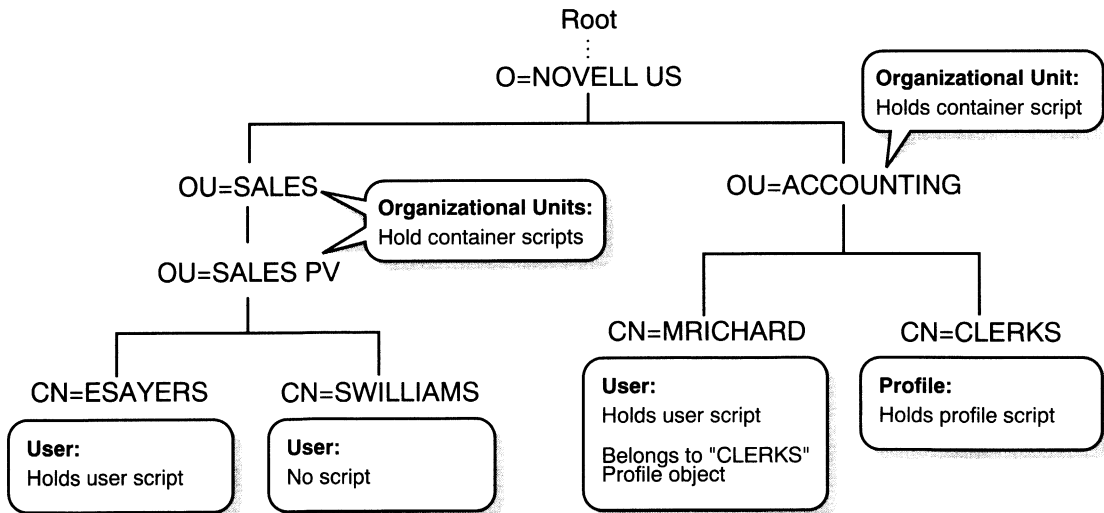 Root
O=NOVELL US
Organizational Unit:
Holds container script
OU=SALES
OU=ACCOUNTING
Organizational Units:
Hold container scripts
OU=SALES PV
CN=MRICHARD
CN=CLERKS
CN=ESAYERS
CN=SWILLIAMS
User:
Holds user script
Belongs to "CLERKS"
Profile object
Profile:
Holds profile script
User:
Holds user script
User:
No script